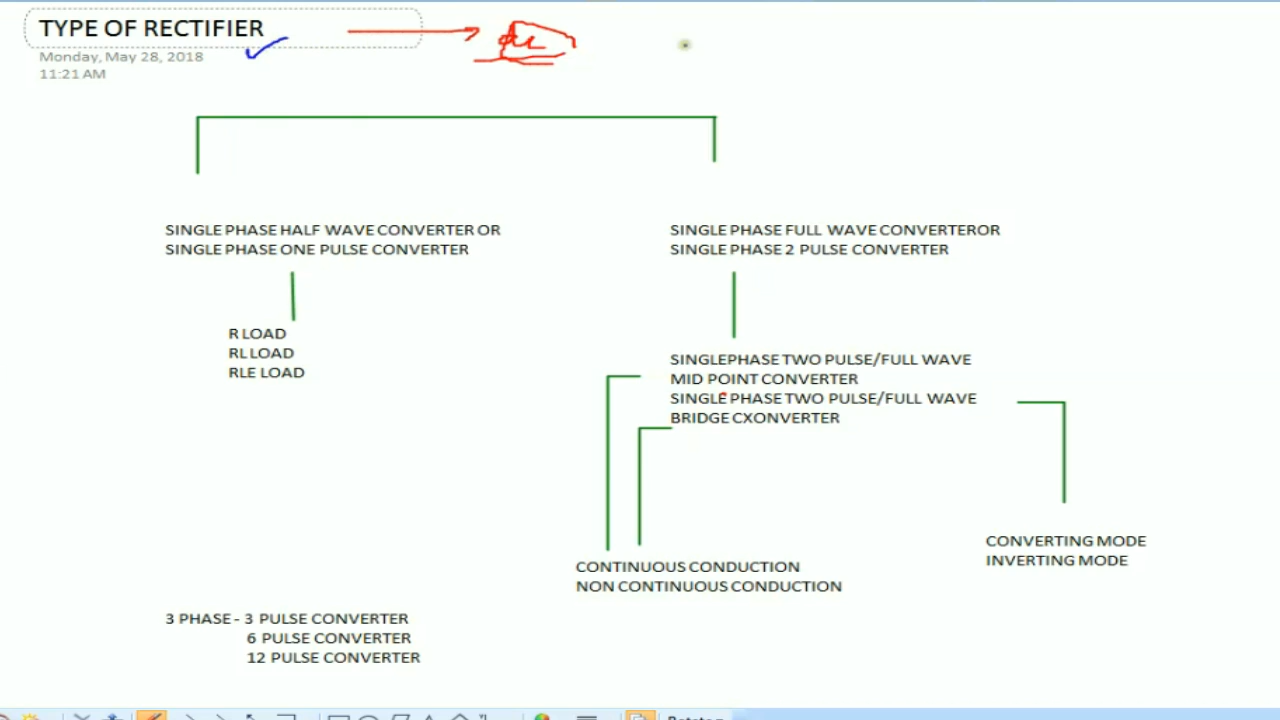 TYPE OF RECTIFIER
dc
Monday, May 28, 2018
11:21 AM
SINGLE PHASE HALF WAVE CONVERTER OR
SINGLE PHASE ONE PULSE CONVERTER
SINGLE PHASE FULL WAVE CONVERTEROR
SINGLE PHASE 2 PULSE CONVERTER
R LOAD
RL LOAD
RLE LOAD
SINGLEPHASE TWO PULSE/FULL WAVE
MID POINT CONVERTER
SINGLE PHASE TWO PULSE/FULL WAVE
BRIDGE CXONVERTER
CONVERTING MODE
INVERTING MODE
CONTINUOUS CONDUCTION
NON CONTINUOUS CONDUCTION
3 PHASE - 3 PULSE CONVERTER
6 PULSE CONVERTER
12 PULSE CONVERTER